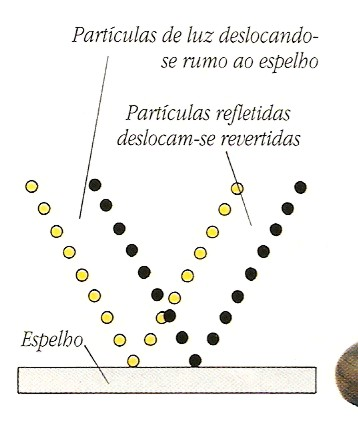 Partículas de luz deslocando-
se rumo ao espelho
Partículas refletidas
deslocam-se revertidas
Espelho